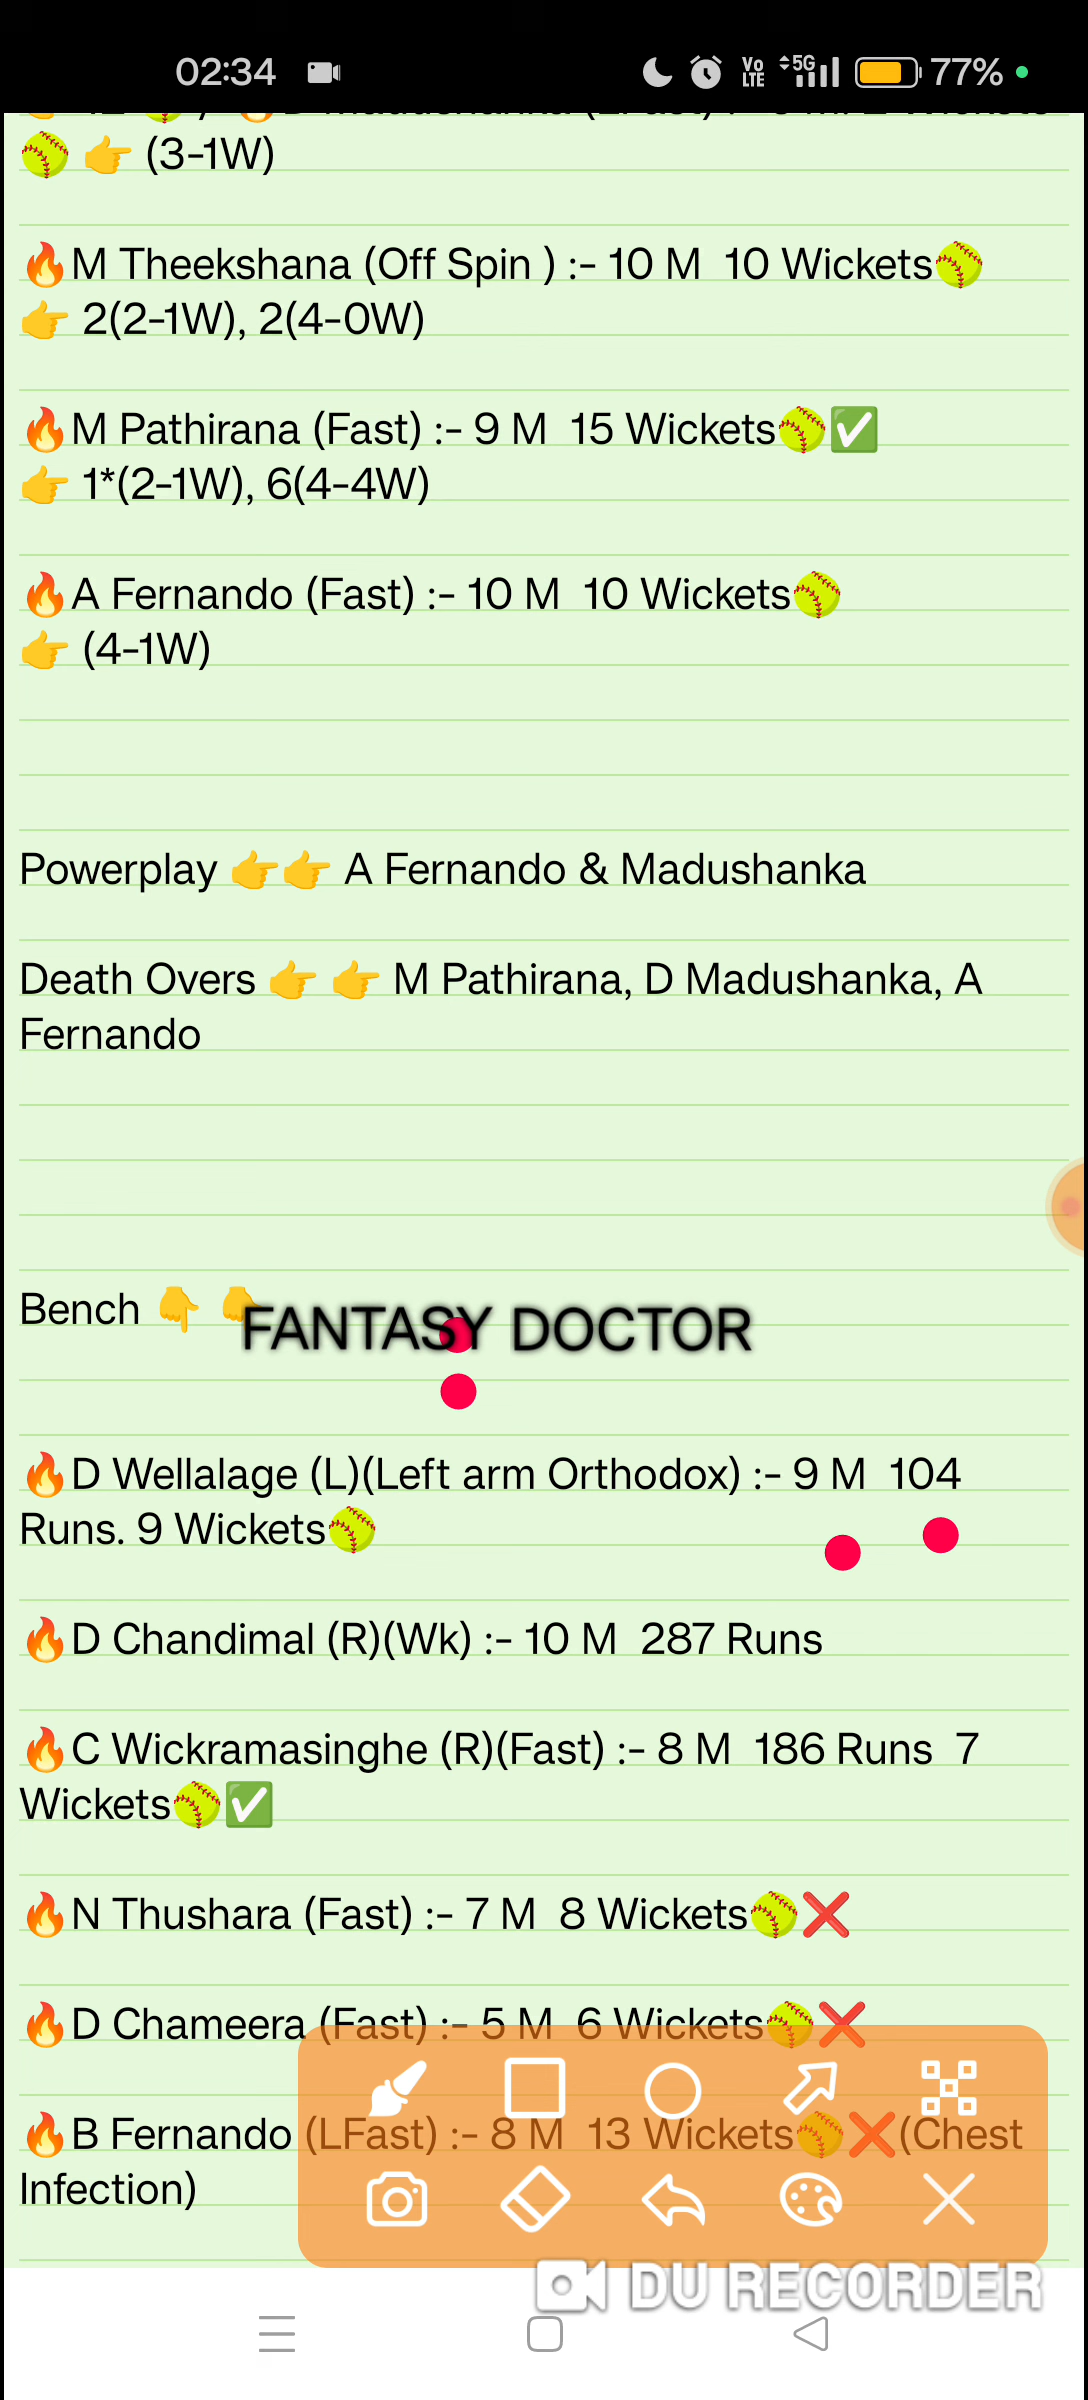 02:34 Vo LTE 5G 77%
(3-1W)
M Theekshana (Off Spin ) :- 10 M 10 Wickets
2(2-1W), 2(4-0W)
M Pathirana (Fast) :- 9 M 15 Wickets
1*(2-1W), 6(4-4W)
A Fernando (Fast) :- 10 M 10 Wickets
(4-1W)
Powerplay A Fernando & Madushanka
Death Overs M Pathirana, D Madushanka, A
Fernando
Bench
FANTASY DOCTOR
D Wellalage (L)(Left arm Orthodox) :- 9 M 104
Runs. 9 Wickets
D Chandimal (R)(Wk) :- 10 M 287 Runs
C Wickramasinghe (R)(Fast) :- 8 M 186 Runs 7
Wickets
N Thushara (Fast) :- 7 M 8 Wickets
D Chameera (Fast) :- 5 M 6 Wickets
B Fernando (LFast) :- 8 M 13 Wickets (Chest
Infection)
DU RECORDER